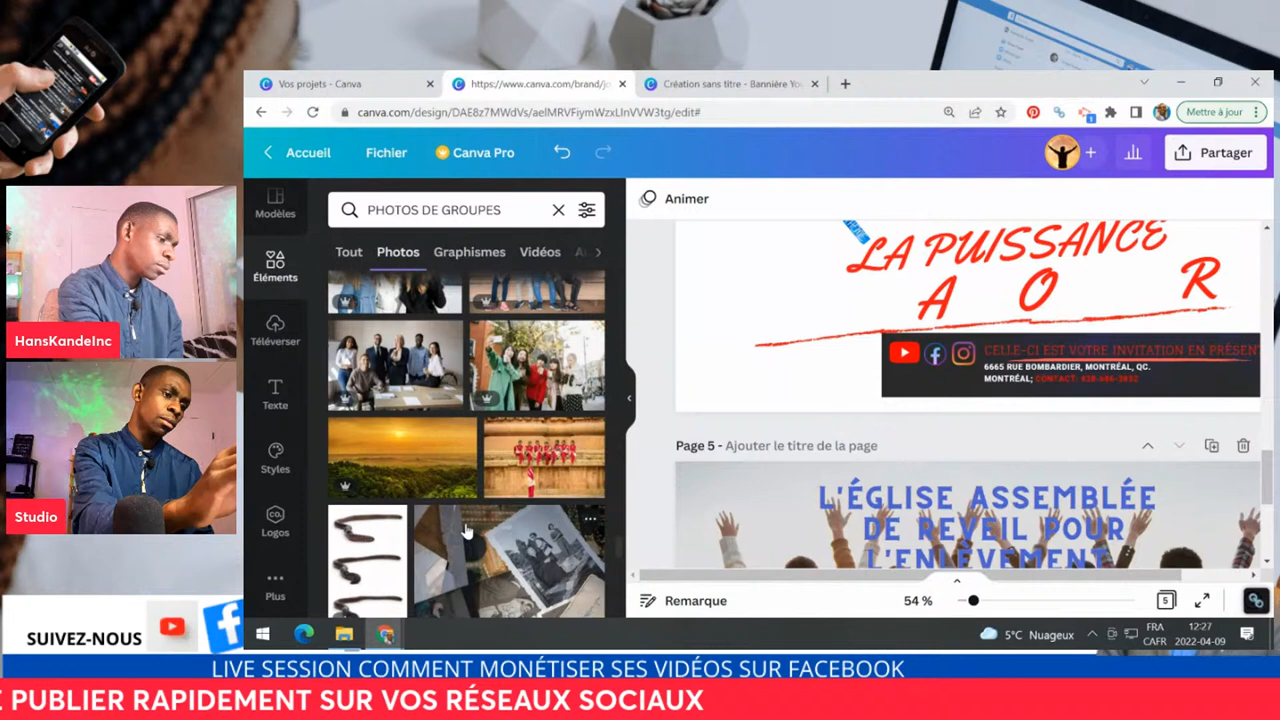 Vos projets - Canva
https://www.canva.com/brand/jo
Création sans titre - Bannière You
canva.com/design/DAE8z7MWdVs/aelMRVFiymWzxLlnVVW3tg/edit#
Mettre à jour
Accueil
Fichier
Canva Pro
Partager
Modèles
Éléments
Téléverser
Texte
Styles
CO.
Logos
Plus
PHOTOS DE GROUPES
Tout
Photos
Graphismes
Vidéos
Animer
LA PUISSANCE
A O R
CELLE-CI EST VOTRE INVITATION EN PRÉSENT
6665 RUE BOMBARDIER, MONTRÉAL, QC.
MONTRÉAL; CONTACT:
Page 5 - Ajouter le titre de la page
L'ÉGLISE ASSEMBLÉE
DE REVEIL POUR
L'ENLÈVEMENT
Remarque
54 %
5
5°C Nuageux
FRA
CAFR
12:27
2022-04-09
HansKandeInc
Studio
SUIVEZ-NOUS
LIVE SESSION COMMENT MONÉTISER SES VIDÉOS SUR FACEBOOK
E PUBLIER RAPIDEMENT SUR VOS RÉSEAUX SOCIAUX